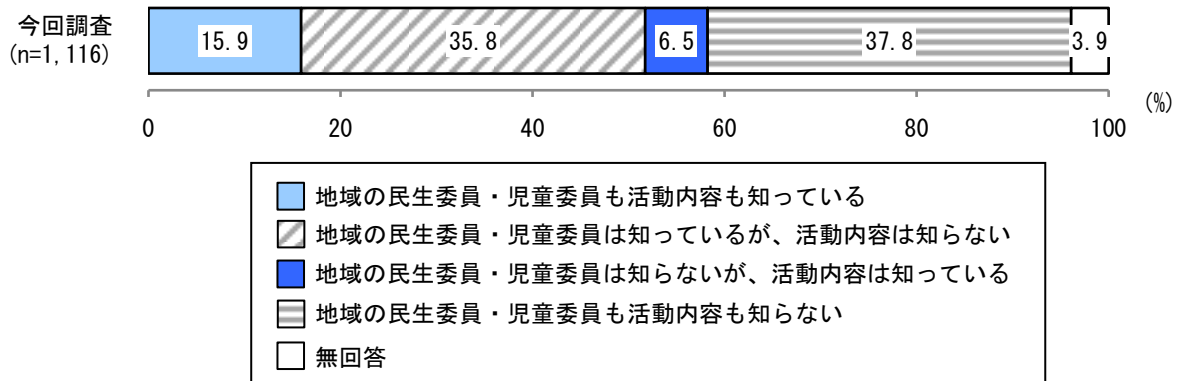 今回調査
(n=1,116)
15.9
35.8
6.5
37.8
3.9
(%)
0
20
40
60
80
100
地域の民生委員・児童委員も活動内容も知っている
地域の民生委員・児童委員は知っているが、活動内容は知らない
地域の民生委員・児童委員は知らないが、活動内容は知っている
地域の民生委員・児童委員も活動内容も知らない
無回答